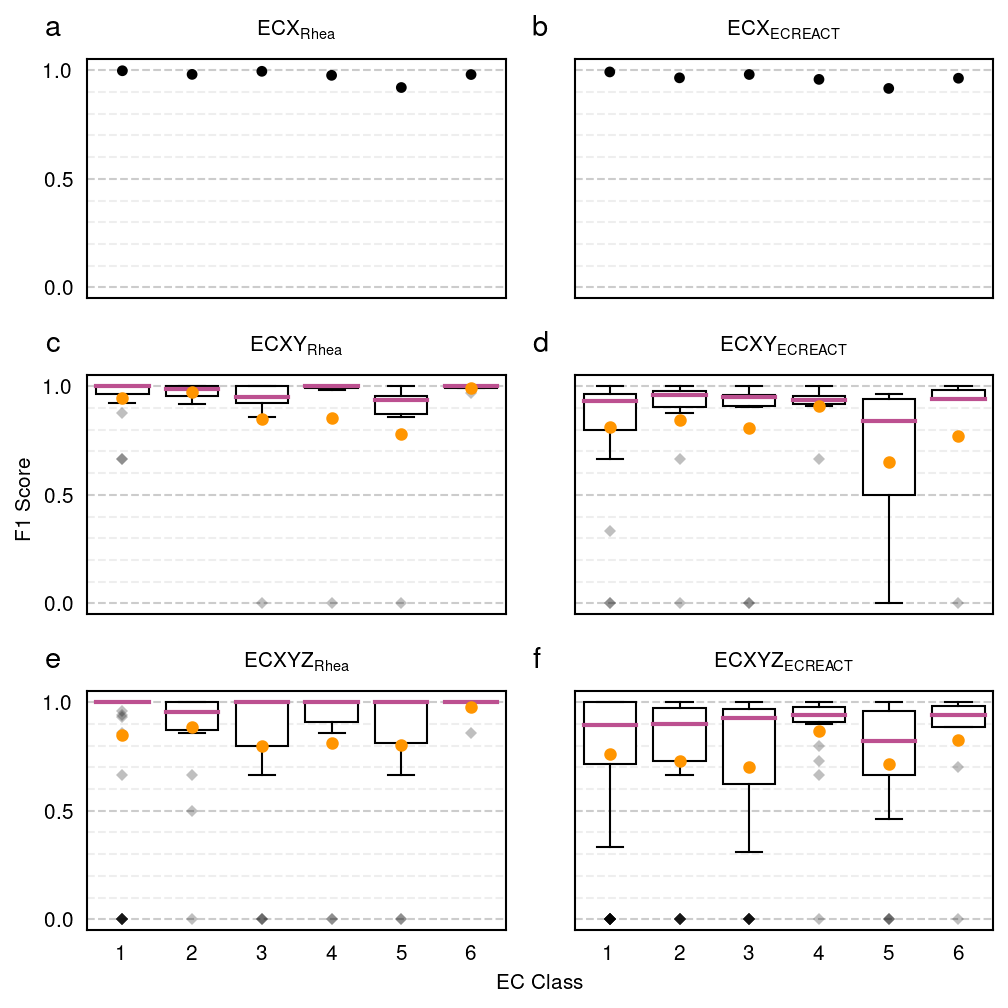 a ECX_Rhea b ECX_ECREACT
1.0
0.5
0.0
c ECXY_Rhea d ECXY_ECREACT
1.0
0.5
0.0
F1 Score
e ECXYZ_Rhea f ECXYZ_ECREACT
1.0
0.5
0.0
1 2 3 4 5 6 1 2 3 4 5 6
EC Class